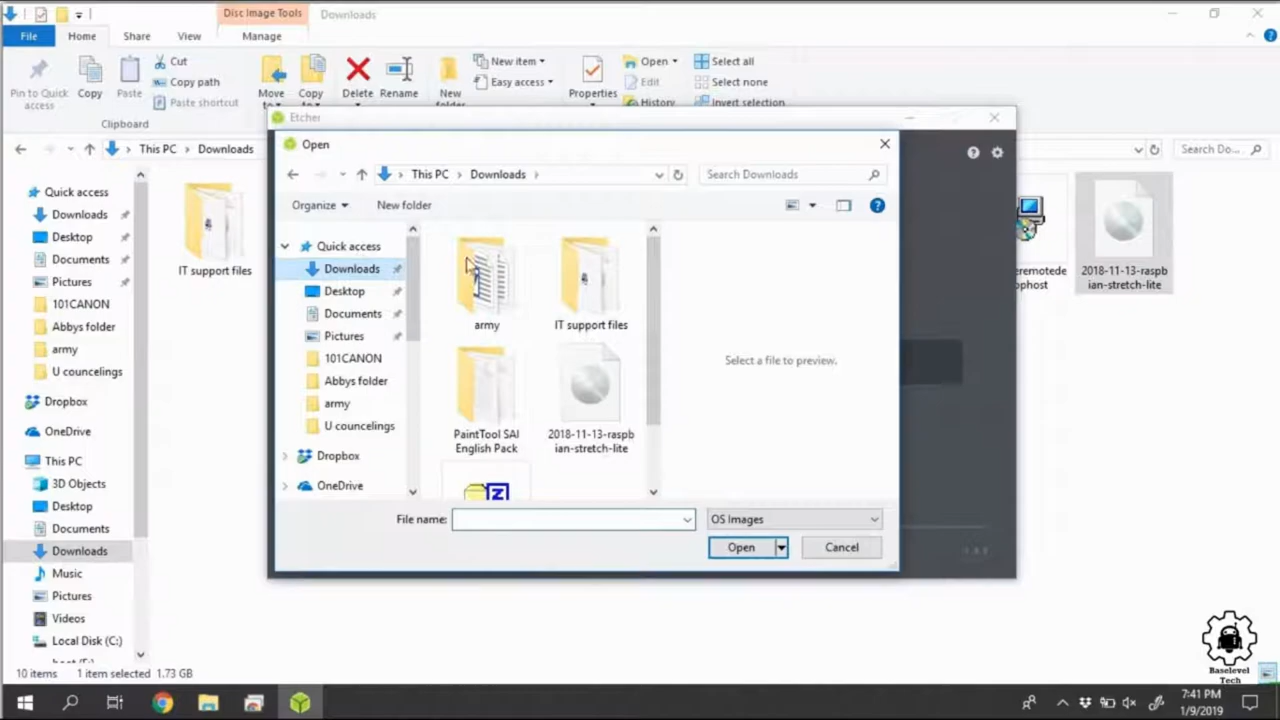 Disc Image Tools
Downloads
File
Home
Share
View
Manage
Pin to Quick
access
Copy
Paste
Cut
Copy path
Paste shortcut
Clipboard
Move
Copy
Delete
Rename
New
New item
Easy access
Properties
Open
Edit
History
Select all
Select none
Invert selection
This PC
Downloads
Search Do...
Quick access
Downloads
Desktop
Documents
Pictures
101CANON
Abbys folder
army
U councelings
Dropbox
OneDrive
This PC
3D Objects
Desktop
Documents
Downloads
Music
Pictures
Videos
Local Disk (C:)
IT support files
Etcher
Open
This PC
Downloads
Search Downloads
Organize
New folder
Quick access
Downloads
Desktop
Documents
Pictures
101CANON
Abbys folder
army
U councelings
Dropbox
OneDrive
army
IT support files
PaintTool SAI
English Pack
2018-11-13-raspb
ian-stretch-lite
Select a file to preview.
File name:
OS Images
Open
Cancel
2018-11-13-raspb
ian-stretch-lite
10 items
1 item selected 1.73 GB
Baselevel
Tech
7:41 PM
1/9/2019